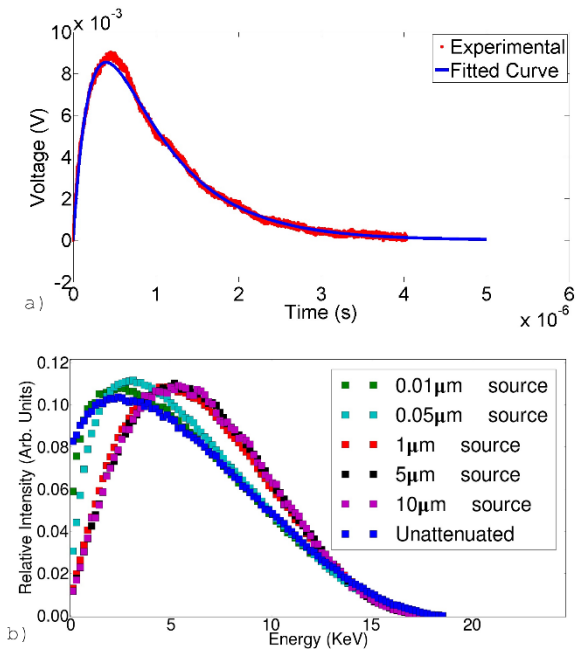 x 10⁻³
10
8
6
4
2
0
-2
Voltage (V)
Experimental
Fitted Curve
0 1 2 3 4 5 6
Time (s)
x 10⁻⁶
a)
0.12
0.10
0.08
0.06
0.04
0.02
0.00
Relative Intensity (Arb. Units)
0.01μm source
0.05μm source
1μm source
5μm source
10μm source
Unattenuated
0 5 10 15 20
Energy (KeV)
b)